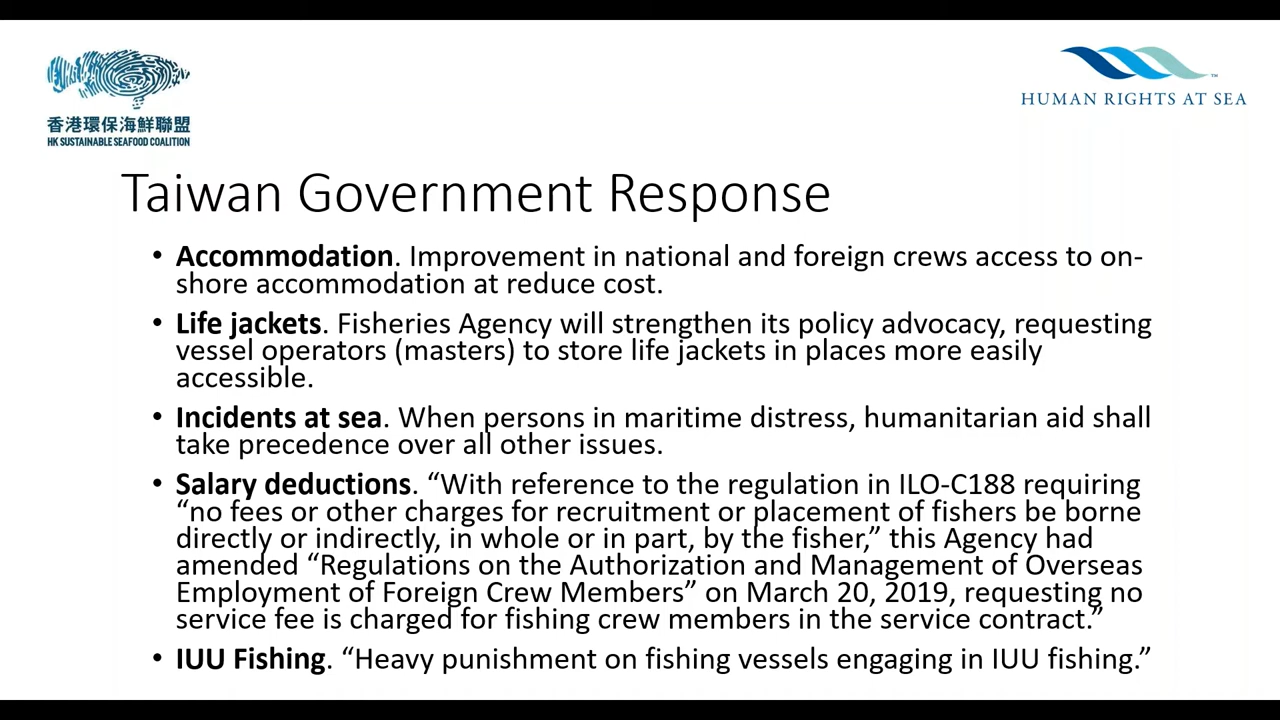 香港環保海鮮聯盟
HK SUSTAINABLE SEAFOOD COALITION
HUMAN RIGHTS AT SEA
™
Taiwan Government Response
• Accommodation. Improvement in national and foreign crews access to on-
shore accommodation at reduce cost.
• Life jackets. Fisheries Agency will strengthen its policy advocacy, requesting
vessel operators (masters) to store life jackets in places more easily
accessible.
• Incidents at sea. When persons in maritime distress, humanitarian aid shall
take precedence over all other issues.
• Salary deductions. “With reference to the regulation in ILO-C188 requiring
“no fees or other charges for recruitment or placement of fishers be borne
directly or indirectly, in whole or in part, by the fisher,” this Agency had
amended “Regulations on the Authorization and Management of Overseas
Employment of Foreign Crew Members” on March 20, 2019, requesting no
service fee is charged for fishing crew members in the service contract.”
• IUU Fishing. “Heavy punishment on fishing vessels engaging in IUU fishing.”